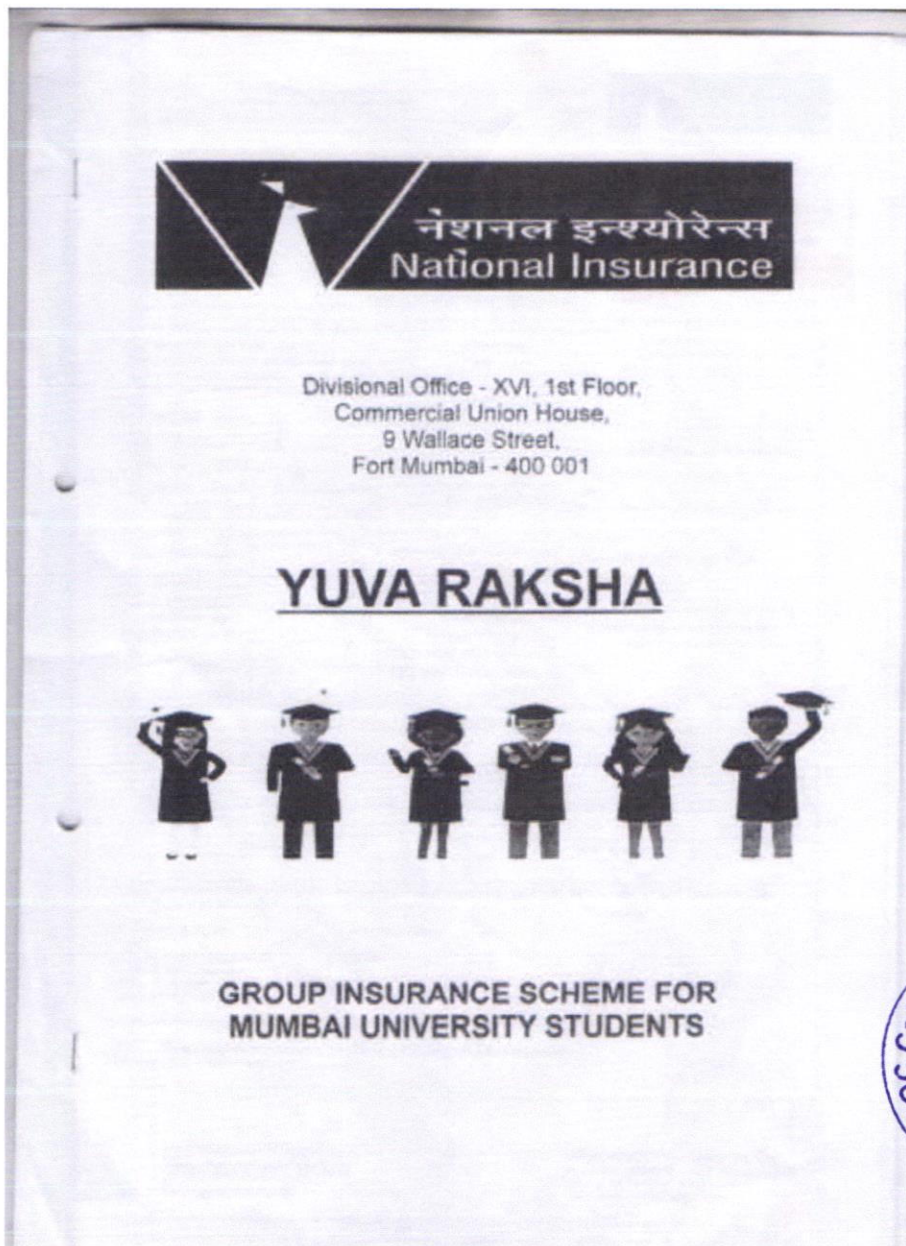 नेशनल इन्श्योरेन्स
National Insurance
Divisional Office - XVI, 1st Floor,
Commercial Union House,
9 Wallace Street,
Fort Mumbai - 400 001
YUVA RAKSHA
GROUP INSURANCE SCHEME FOR
MUMBAI UNIVERSITY STUDENTS